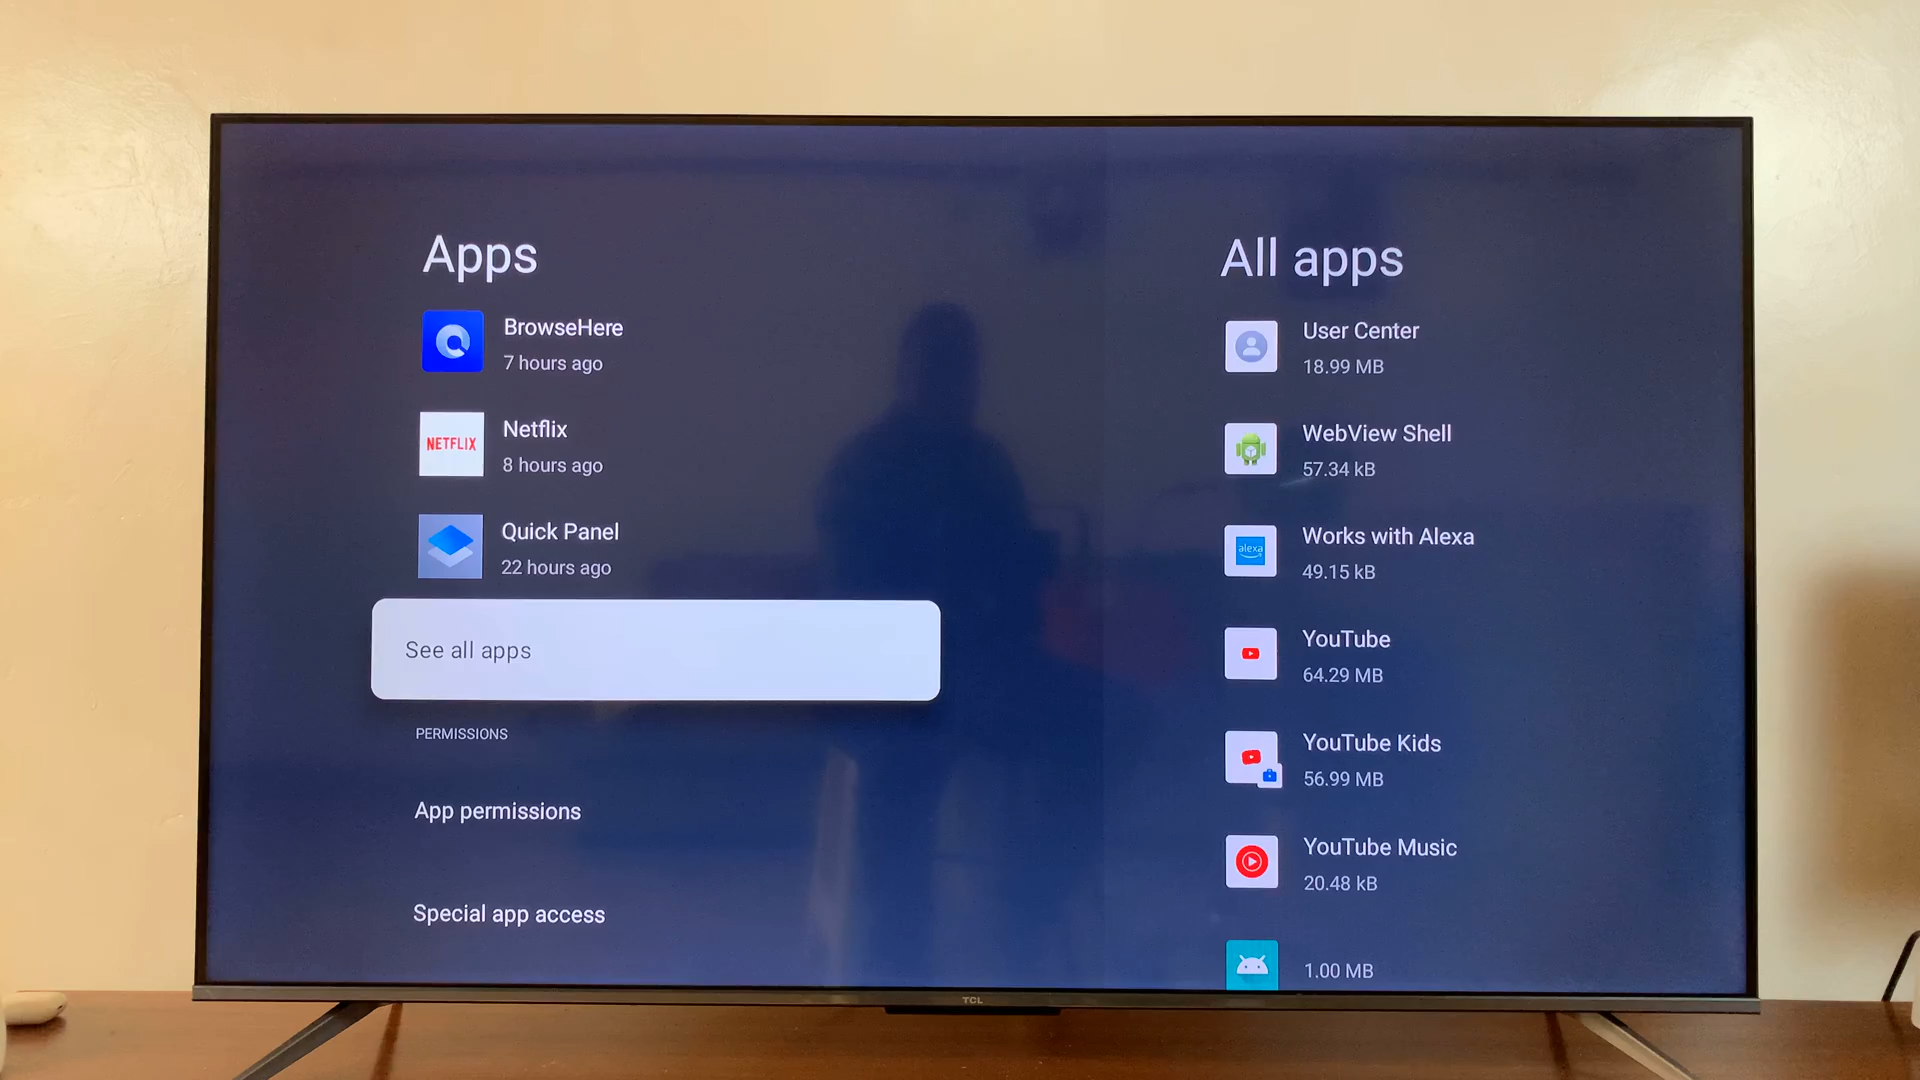 Apps
BrowseHere
7 hours ago
NETFLIX
Netflix
8 hours ago
Quick Panel
22 hours ago
See all apps
PERMISSIONS
App permissions
Special app access
All apps
User Center
18.99 MB
WebView Shell
57.34 kB
alexa
Works with Alexa
49.15 kB
YouTube
64.29 MB
YouTube Kids
56.99 MB
YouTube Music
20.48 kB
1.00 MB
TCL